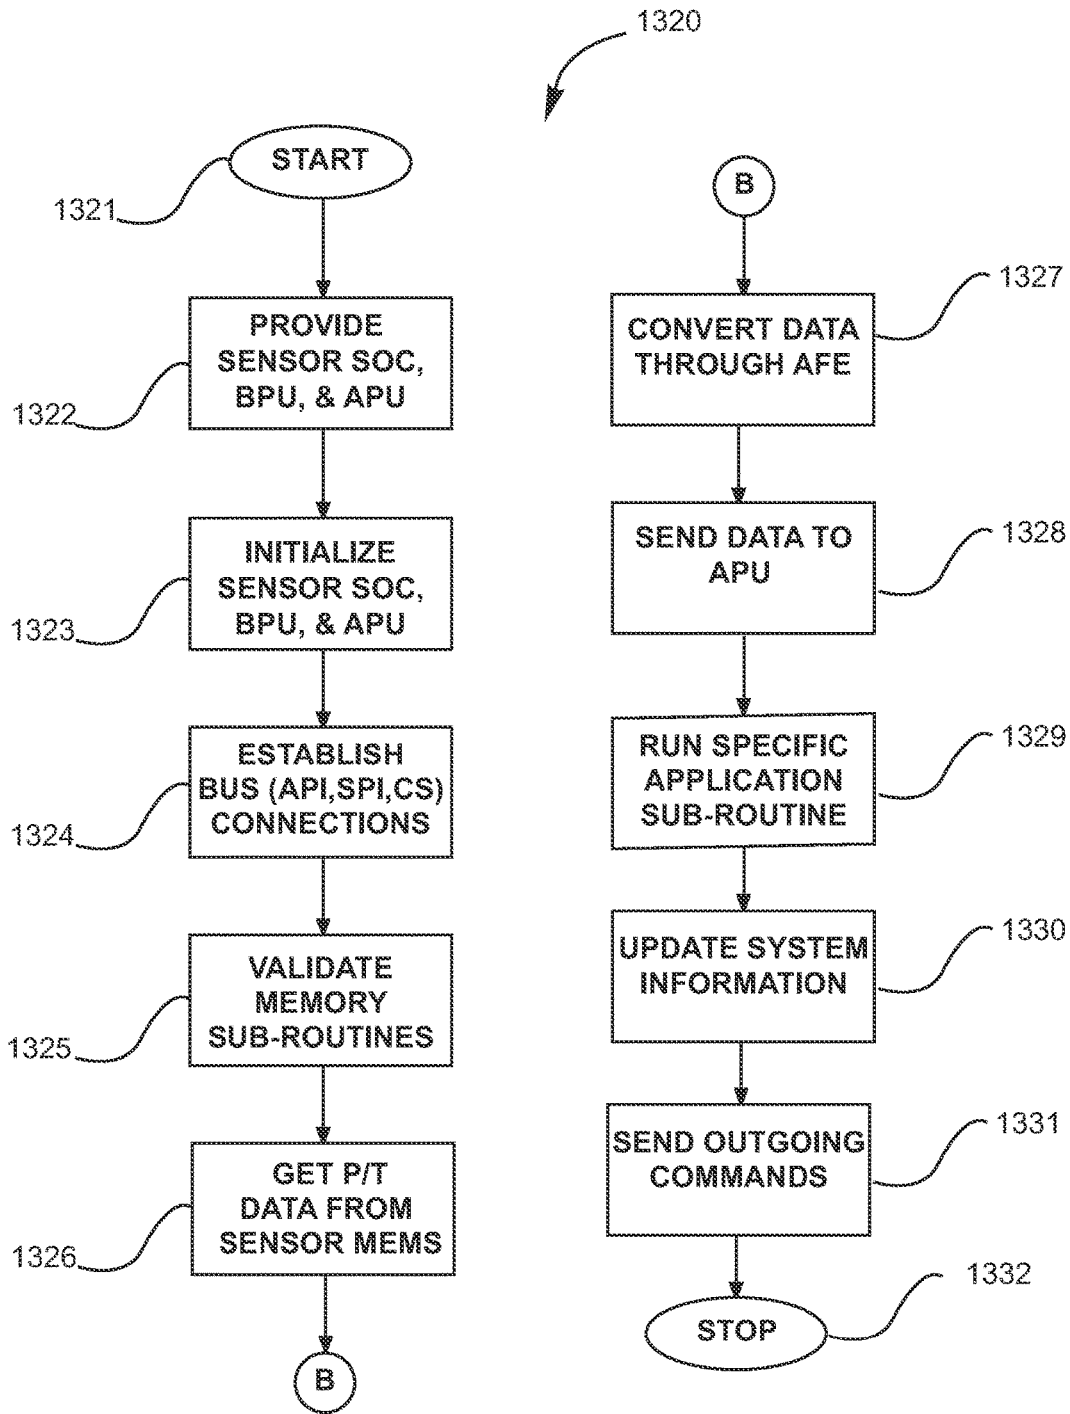 1320
START
1321
PROVIDE
SENSOR SOC,
BPU, & APU
1322
INITIALIZE
SENSOR SOC,
BPU, & APU
1323
ESTABLISH
BUS (API,SPI,CS)
CONNECTIONS
1324
VALIDATE
MEMORY
SUB-ROUTINES
1325
GET P/T
DATA FROM
SENSOR MEMS
1326
B
B
1327
CONVERT DATA
THROUGH AFE
1328
SEND DATA TO
APU
1329
RUN SPECIFIC
APPLICATION
SUB-ROUTINE
1330
UPDATE SYSTEM
INFORMATION
1331
SEND OUTGOING
COMMANDS
1332
STOP